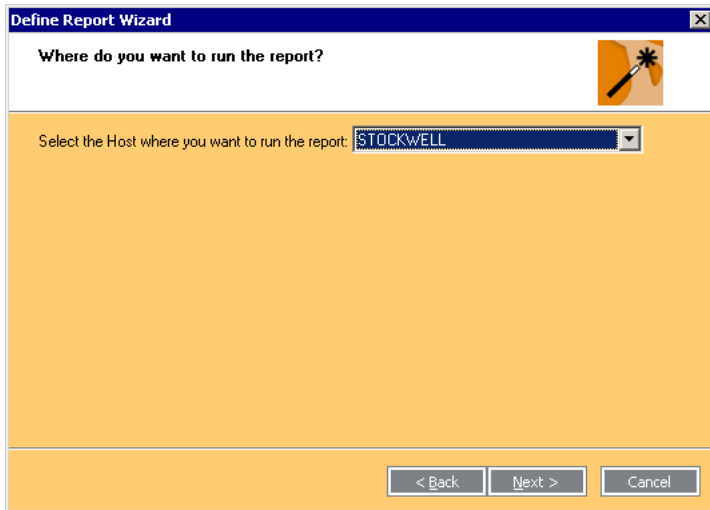 Define Report Wizard
Where do you want to run the report?
Select the Host where you want to run the report: STOCKWELL
< Back Next > Cancel